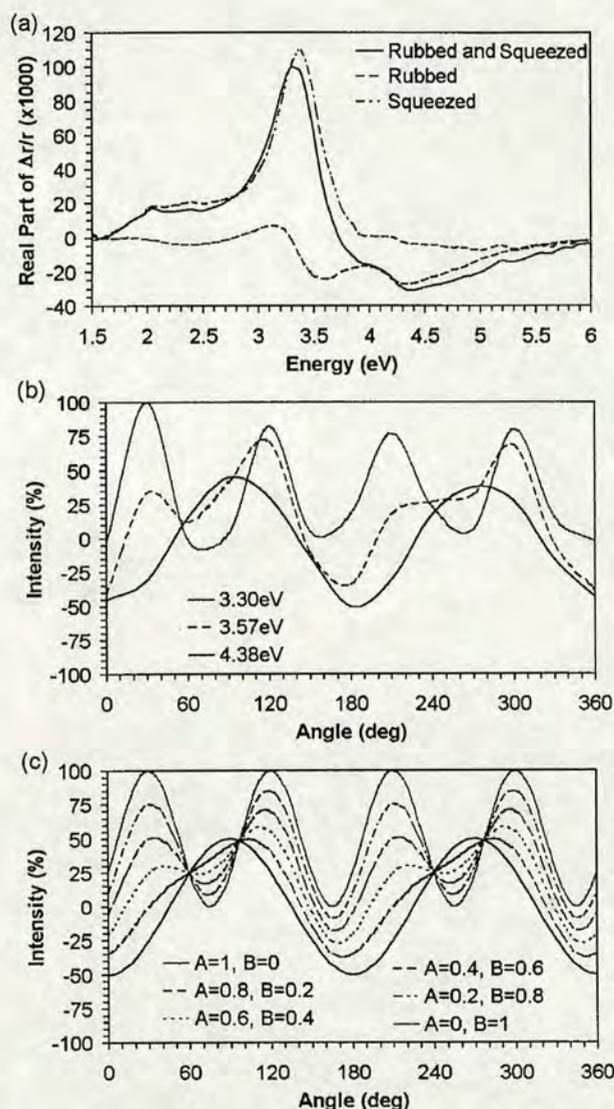 (a)
120
100
80
60
40
20
0
-20
-40
Real Part of Δr/r (x1000)
Rubbed and Squeezed
Rubbed
Squeezed
1.5 2 2.5 3 3.5 4 4.5 5 5.5 6
Energy (eV)
(b)
100
75
50
25
0
-25
-50
-75
-100
Intensity (%)
3.30eV
3.57eV
4.38eV
0 60 120 180 240 300 360
Angle (deg)
(c)
100
75
50
25
0
-25
-50
-75
-100
Intensity (%)
A=1, B=0
A=0.8, B=0.2
A=0.6, B=0.4
A=0.4, B=0.6
A=0.2, B=0.8
A=0, B=1
0 60 120 180 240 300 360
Angle (deg)